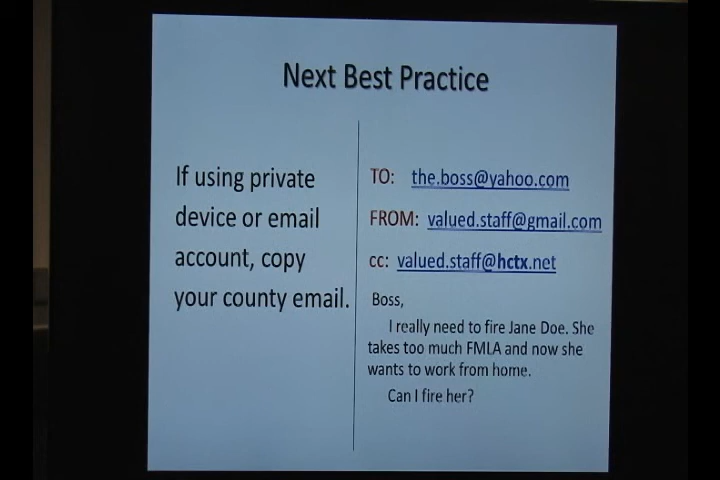 Next Best Practice
If using private
device or email
account, copy
your county email.
TO: the.boss@yahoo.com
FROM: valued.staff@gmail.com
cc: valued.staff@hctx.net
Boss,
I really need to fire Jane Doe. She
takes too much FMLA and now she
wants to work from home.
Can I fire her?